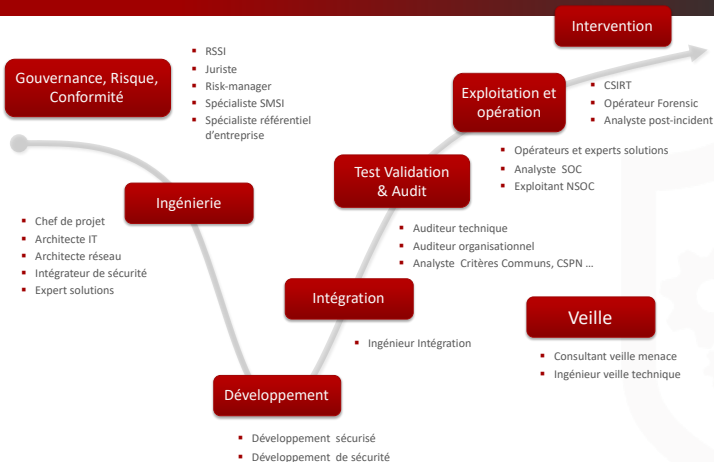 Gouvernance, Risque,
Conformité
▪ RSSI
▪ Juriste
▪ Risk-manager
▪ Spécialiste SMSI
▪ Spécialiste référentiel
d'entreprise
Ingénierie
▪ Chef de projet
▪ Architecte IT
▪ Architecte réseau
▪ Intégrateur de sécurité
▪ Expert solutions
Développement
▪ Développement sécurisé
▪ Développement de sécurité
Intégration
▪ Ingénieur Intégration
Test Validation
& Audit
▪ Auditeur technique
▪ Auditeur organisationnel
▪ Analyste Critères Communs, CSPN ...
Exploitation et
opération
▪ Opérateurs et experts solutions
▪ Analyste SOC
▪ Exploitant NSOC
Intervention
▪ CSIRT
▪ Opérateur Forensic
▪ Analyste post-incident
Veille
▪ Consultant veille menace
▪ Ingénieur veille technique